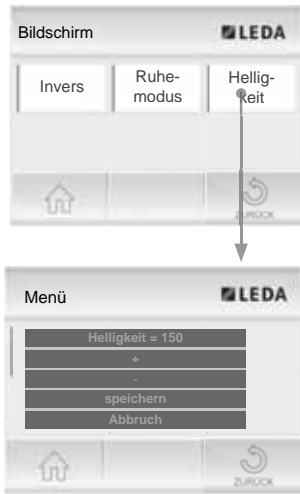 Bildschirm LEDA
Invers
Ruhe-
modus
Hellig-
keit
ZURÜCK
Menü LEDA
Helligkeit = 150
+
-
speichern
Abbruch
ZURÜCK